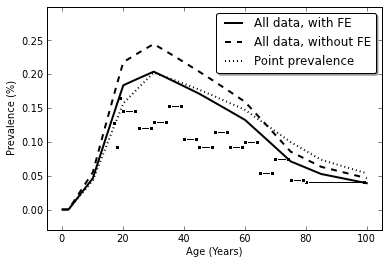 All data, with FE
All data, without FE
Point prevalence
Prevalence (%)
0.25
0.20
0.15
0.10
0.05
0.00
0
20
40
60
80
100
Age (Years)